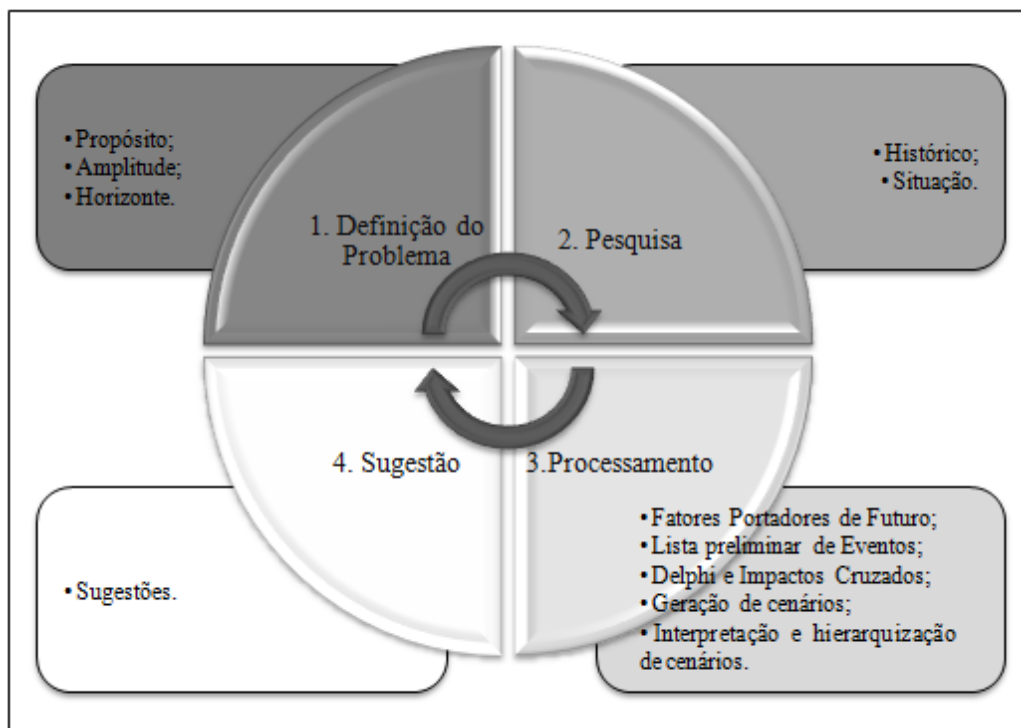 • Propósito;
• Amplitude;
• Horizonte.
1. Definição do
Problema
2. Pesquisa
• Histórico;
• Situação.
4. Sugestão
• Sugestões.
3.Processamento
• Fatores Portadores de Futuro;
• Lista preliminar de Eventos;
• Delphi e Impactos Cruzados;
• Geração de cenários;
• Interpretação e hierarquização
de cenários.